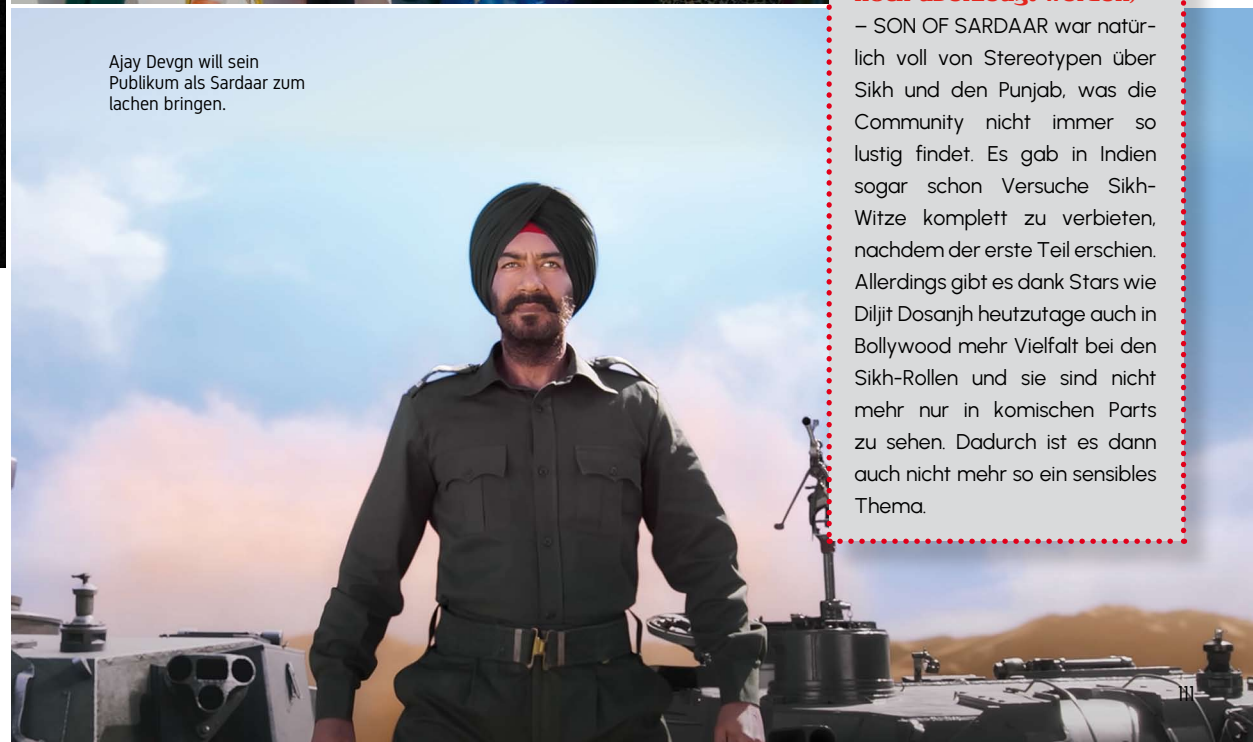 Ajay Devgn will sein
Publikum als Sardaar zum
lachen bringen.
noch überzeugt werden,
– SON OF SARDAAR war natür-
lich voll von Stereotypen über
Sikh und den Punjab, was die
Community nicht immer so
lustig findet. Es gab in Indien
sogar schon Versuche Sikh-
Witze komplett zu verbieten,
nachdem der erste Teil erschien.
Allerdings gibt es dank Stars wie
Diljit Dosanjh heutzutage auch in
Bollywood mehr Vielfalt bei den
Sikh-Rollen und sie sind nicht
mehr nur in komischen Parts
zu sehen. Dadurch ist es dann
auch nicht mehr so ein sensibles
Thema.
111